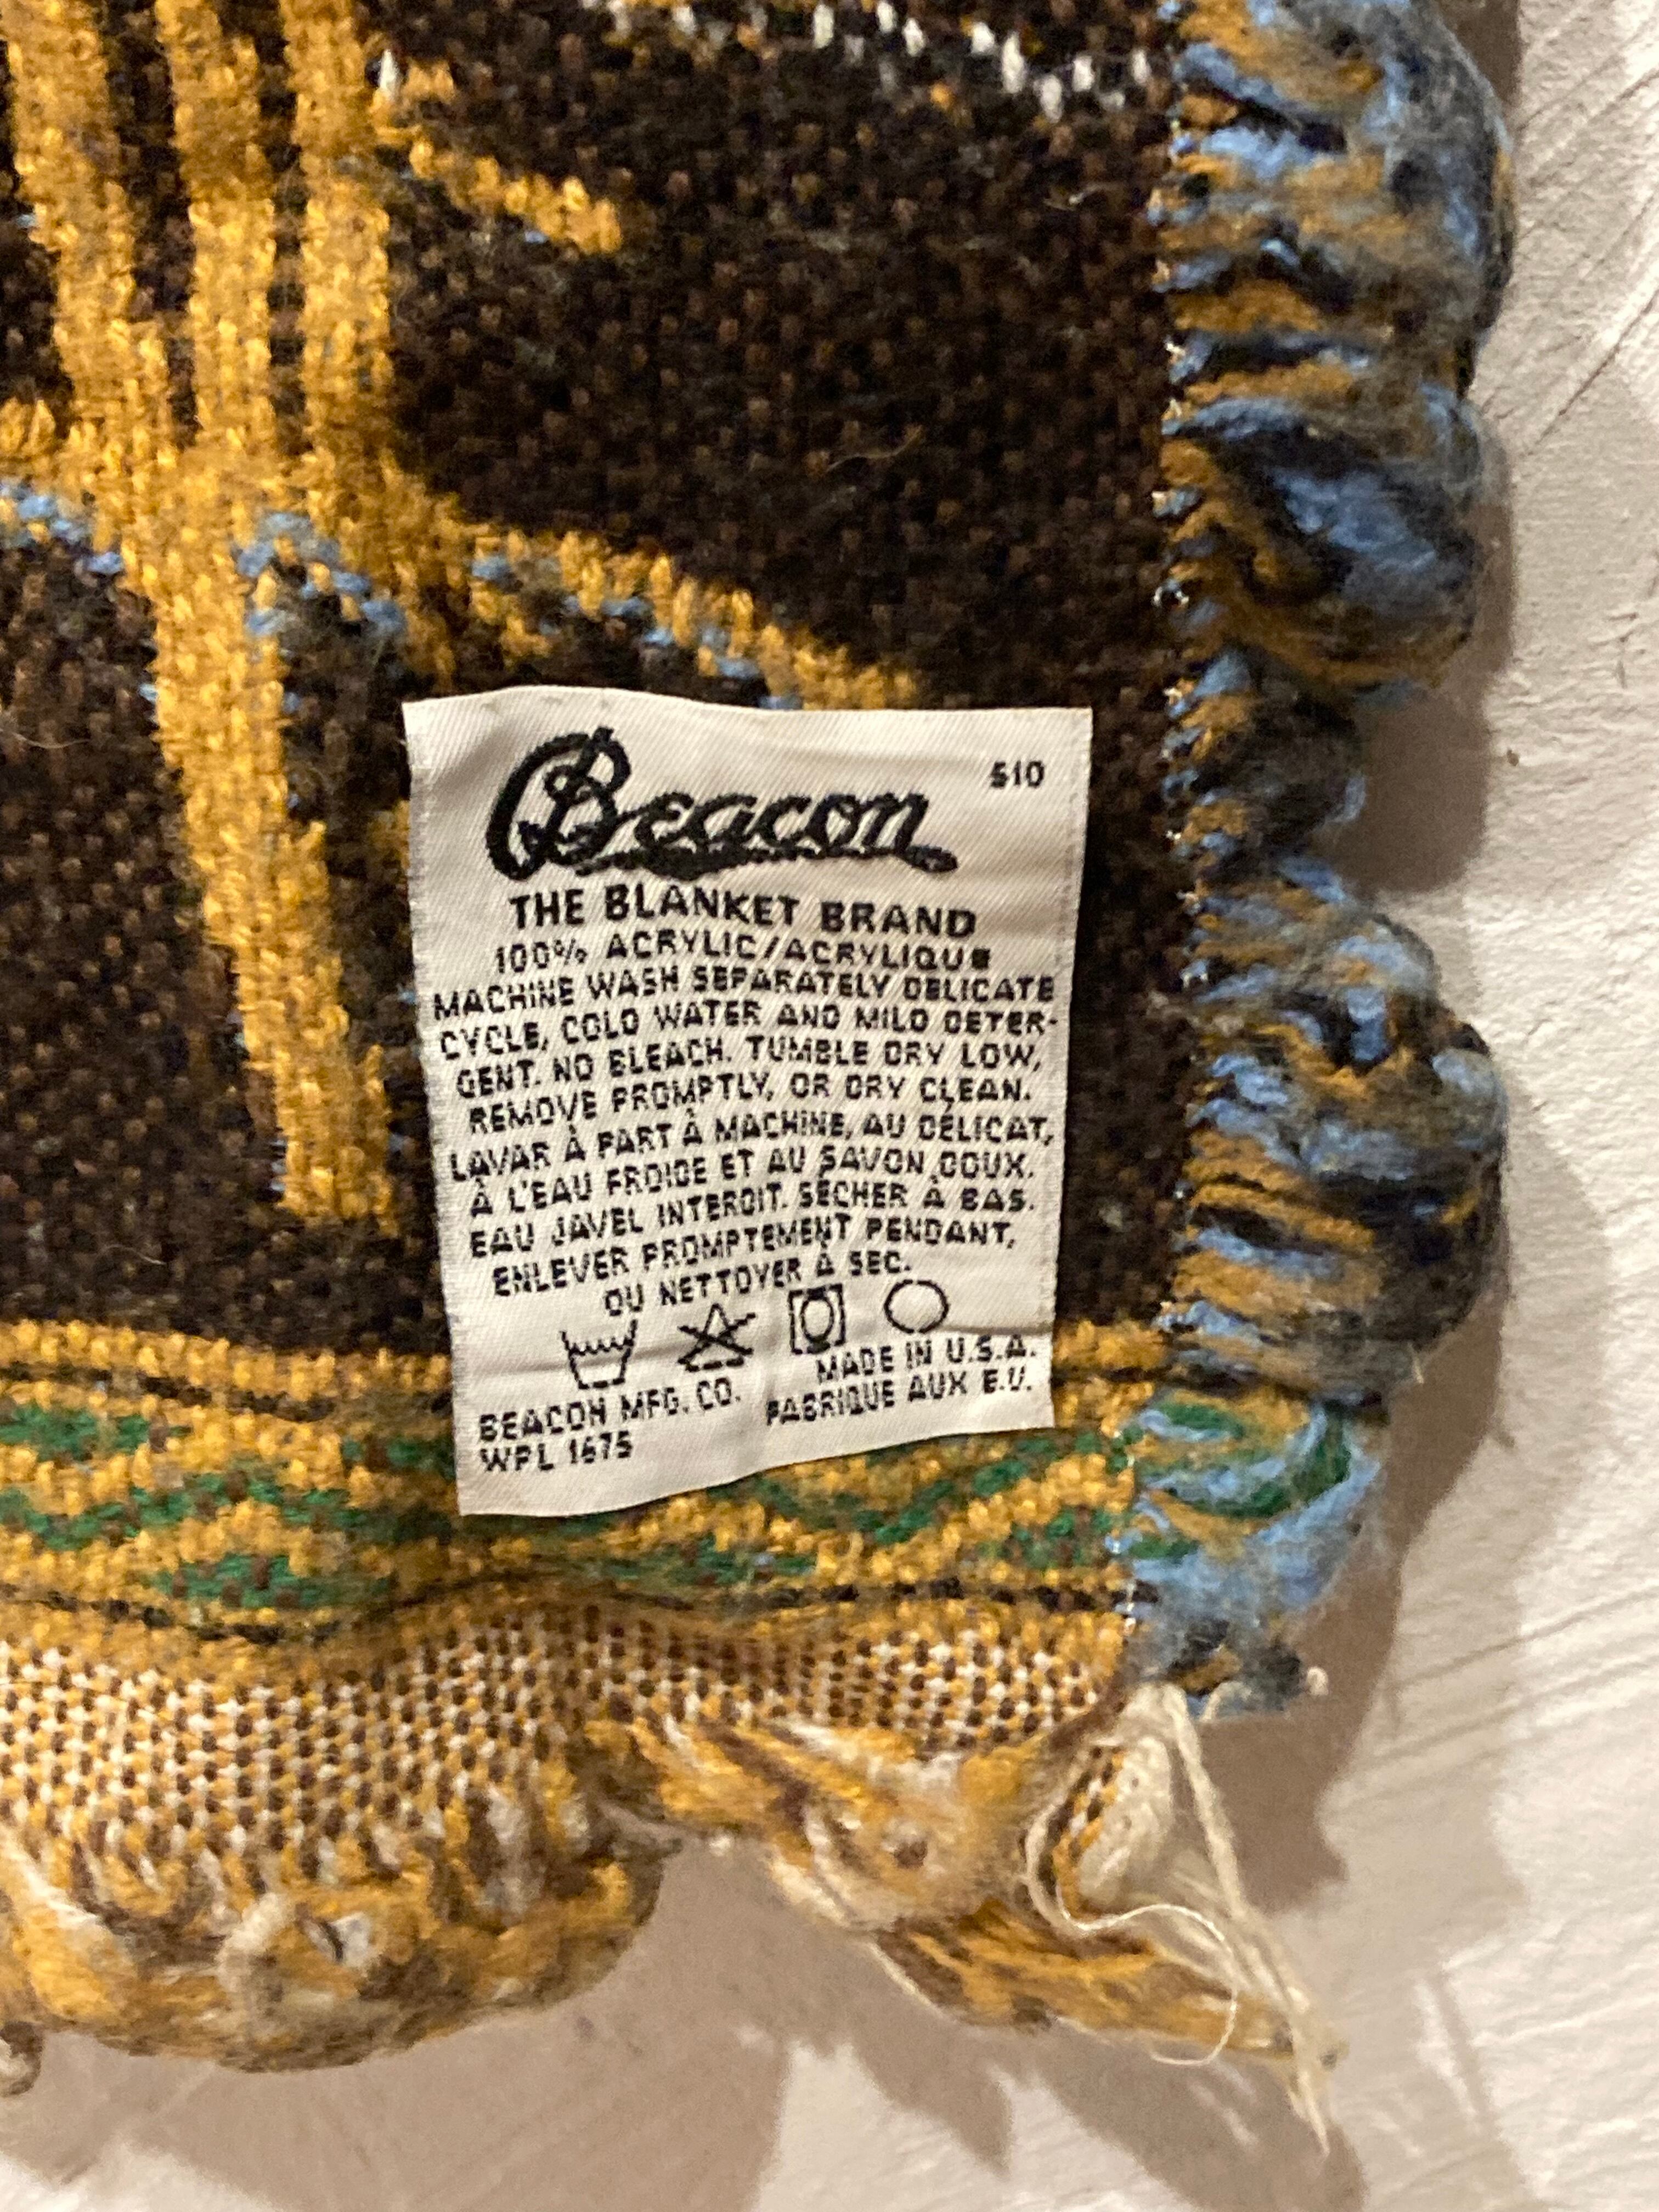 Beacon
510
THE BLANKET BRAND
100% ACRYLIC/ACRYLIQUE
MACHINE WASH SEPARATELY DELICATE
CYCLE, COLD WATER AND MILD DETER-
GENT. NO BLEACH. TUMBLE DRY LOW,
REMOVE PROMPTLY, OR DRY CLEAN.
LAVAR À PART À MACHINE, AU DÉLICAT,
À L'EAU FROIDE ET AU SAVON DOUX.
EAU JAVEL INTERDIT. SÉCHER À BAS.
ENLEVER PROMPTEMENT PENDANT,
OU NETTOYER À SEC.
MADE IN U.S.A.
BEACON MFG. CO. FABRIQUE AUX E.U.
WPL 1675